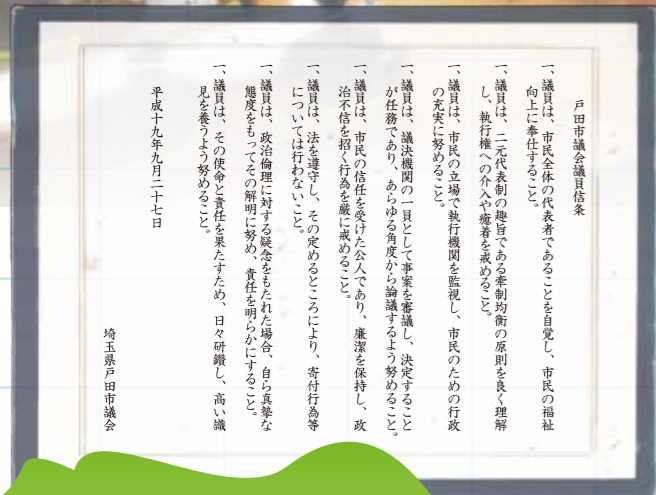 戸田市議会議員信条
一、議員は、市民全体の代表者であることを自覚し、市民の福祉
向上に奉仕すること。
一、議員は、二元代表制の趣旨である牽制均衡の原則を良く理解
し、執行権への介入や癒着を戒めること。
一、議員は、市民の立場で執行機関を監視し、市民のための行政
の充実に努めること。
一、議員は、議決機関の一員として事案を審議し、決定すること
が任務であり、あらゆる角度から論議するよう努めること。
一、議員は、市民の信任を受けた公人であり、廉潔を保持し、政
治不信を招く行為を厳に戒めること。
一、議員は、法を遵守し、その定めるところにより、寄付行為等
については行わないこと。
一、議員は、政治倫理に対する疑念をもたれた場合、自ら真摯な
態度をもってその解明に努め、責任を明らかにすること。
一、議員は、その使命と責任を果たすため、日々研鑽し、高い識
見を養うよう努めること。
平成十九年九月二十七日
埼玉県戸田市議会